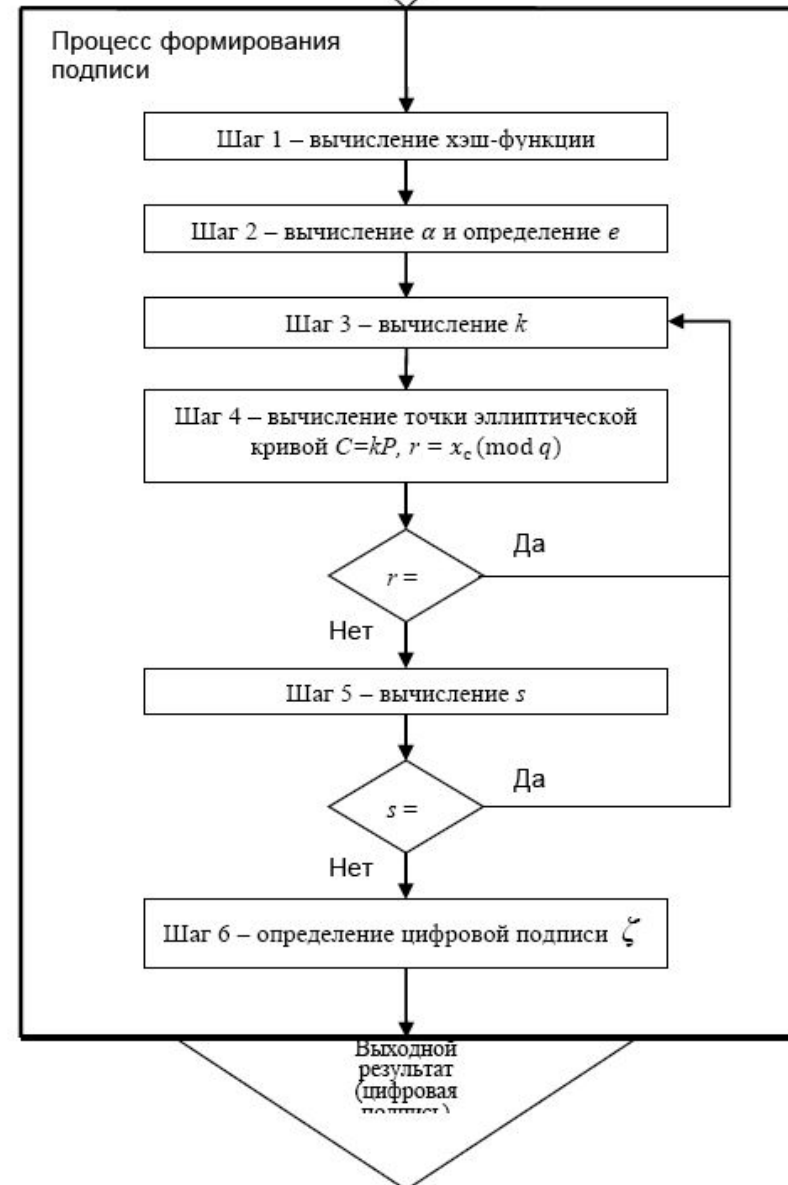 Процесс формирования
подписи
Шаг 1 – вычисление хэш-функции
Шаг 2 – вычисление α и определение e
Шаг 3 – вычисление k
Шаг 4 – вычисление точки эллиптической
кривой C=kP, r = x_c (mod q)
Да
r =
Нет
Шаг 5 – вычисление s
Да
s =
Нет
Шаг 6 – определение цифровой подписи ζ
Выходной
результат
(цифровая
подпись)